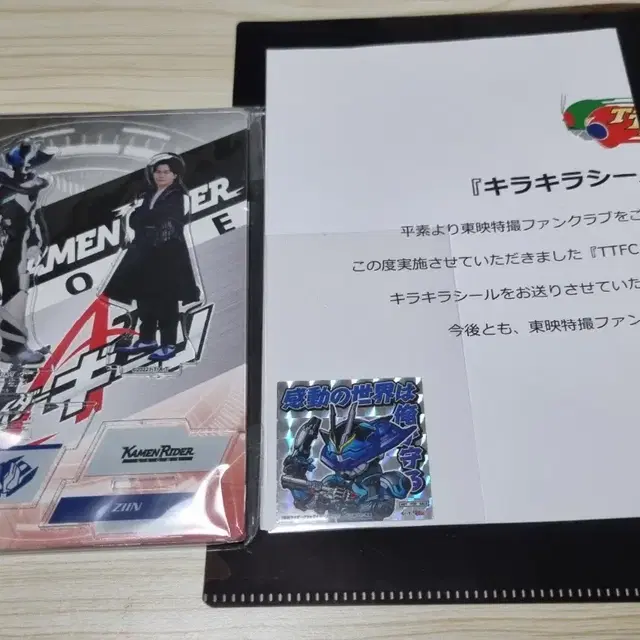 KAMEN RIDER
KAMEN RIDER
ZIIN
『キラキラシール
平素より東映特撮ファンクラブをご
この度実施させていただきました『TTFC
キラキラシールをお送りさせていた
今後とも、東映特撮ファン
感動の世界は
俺が守る